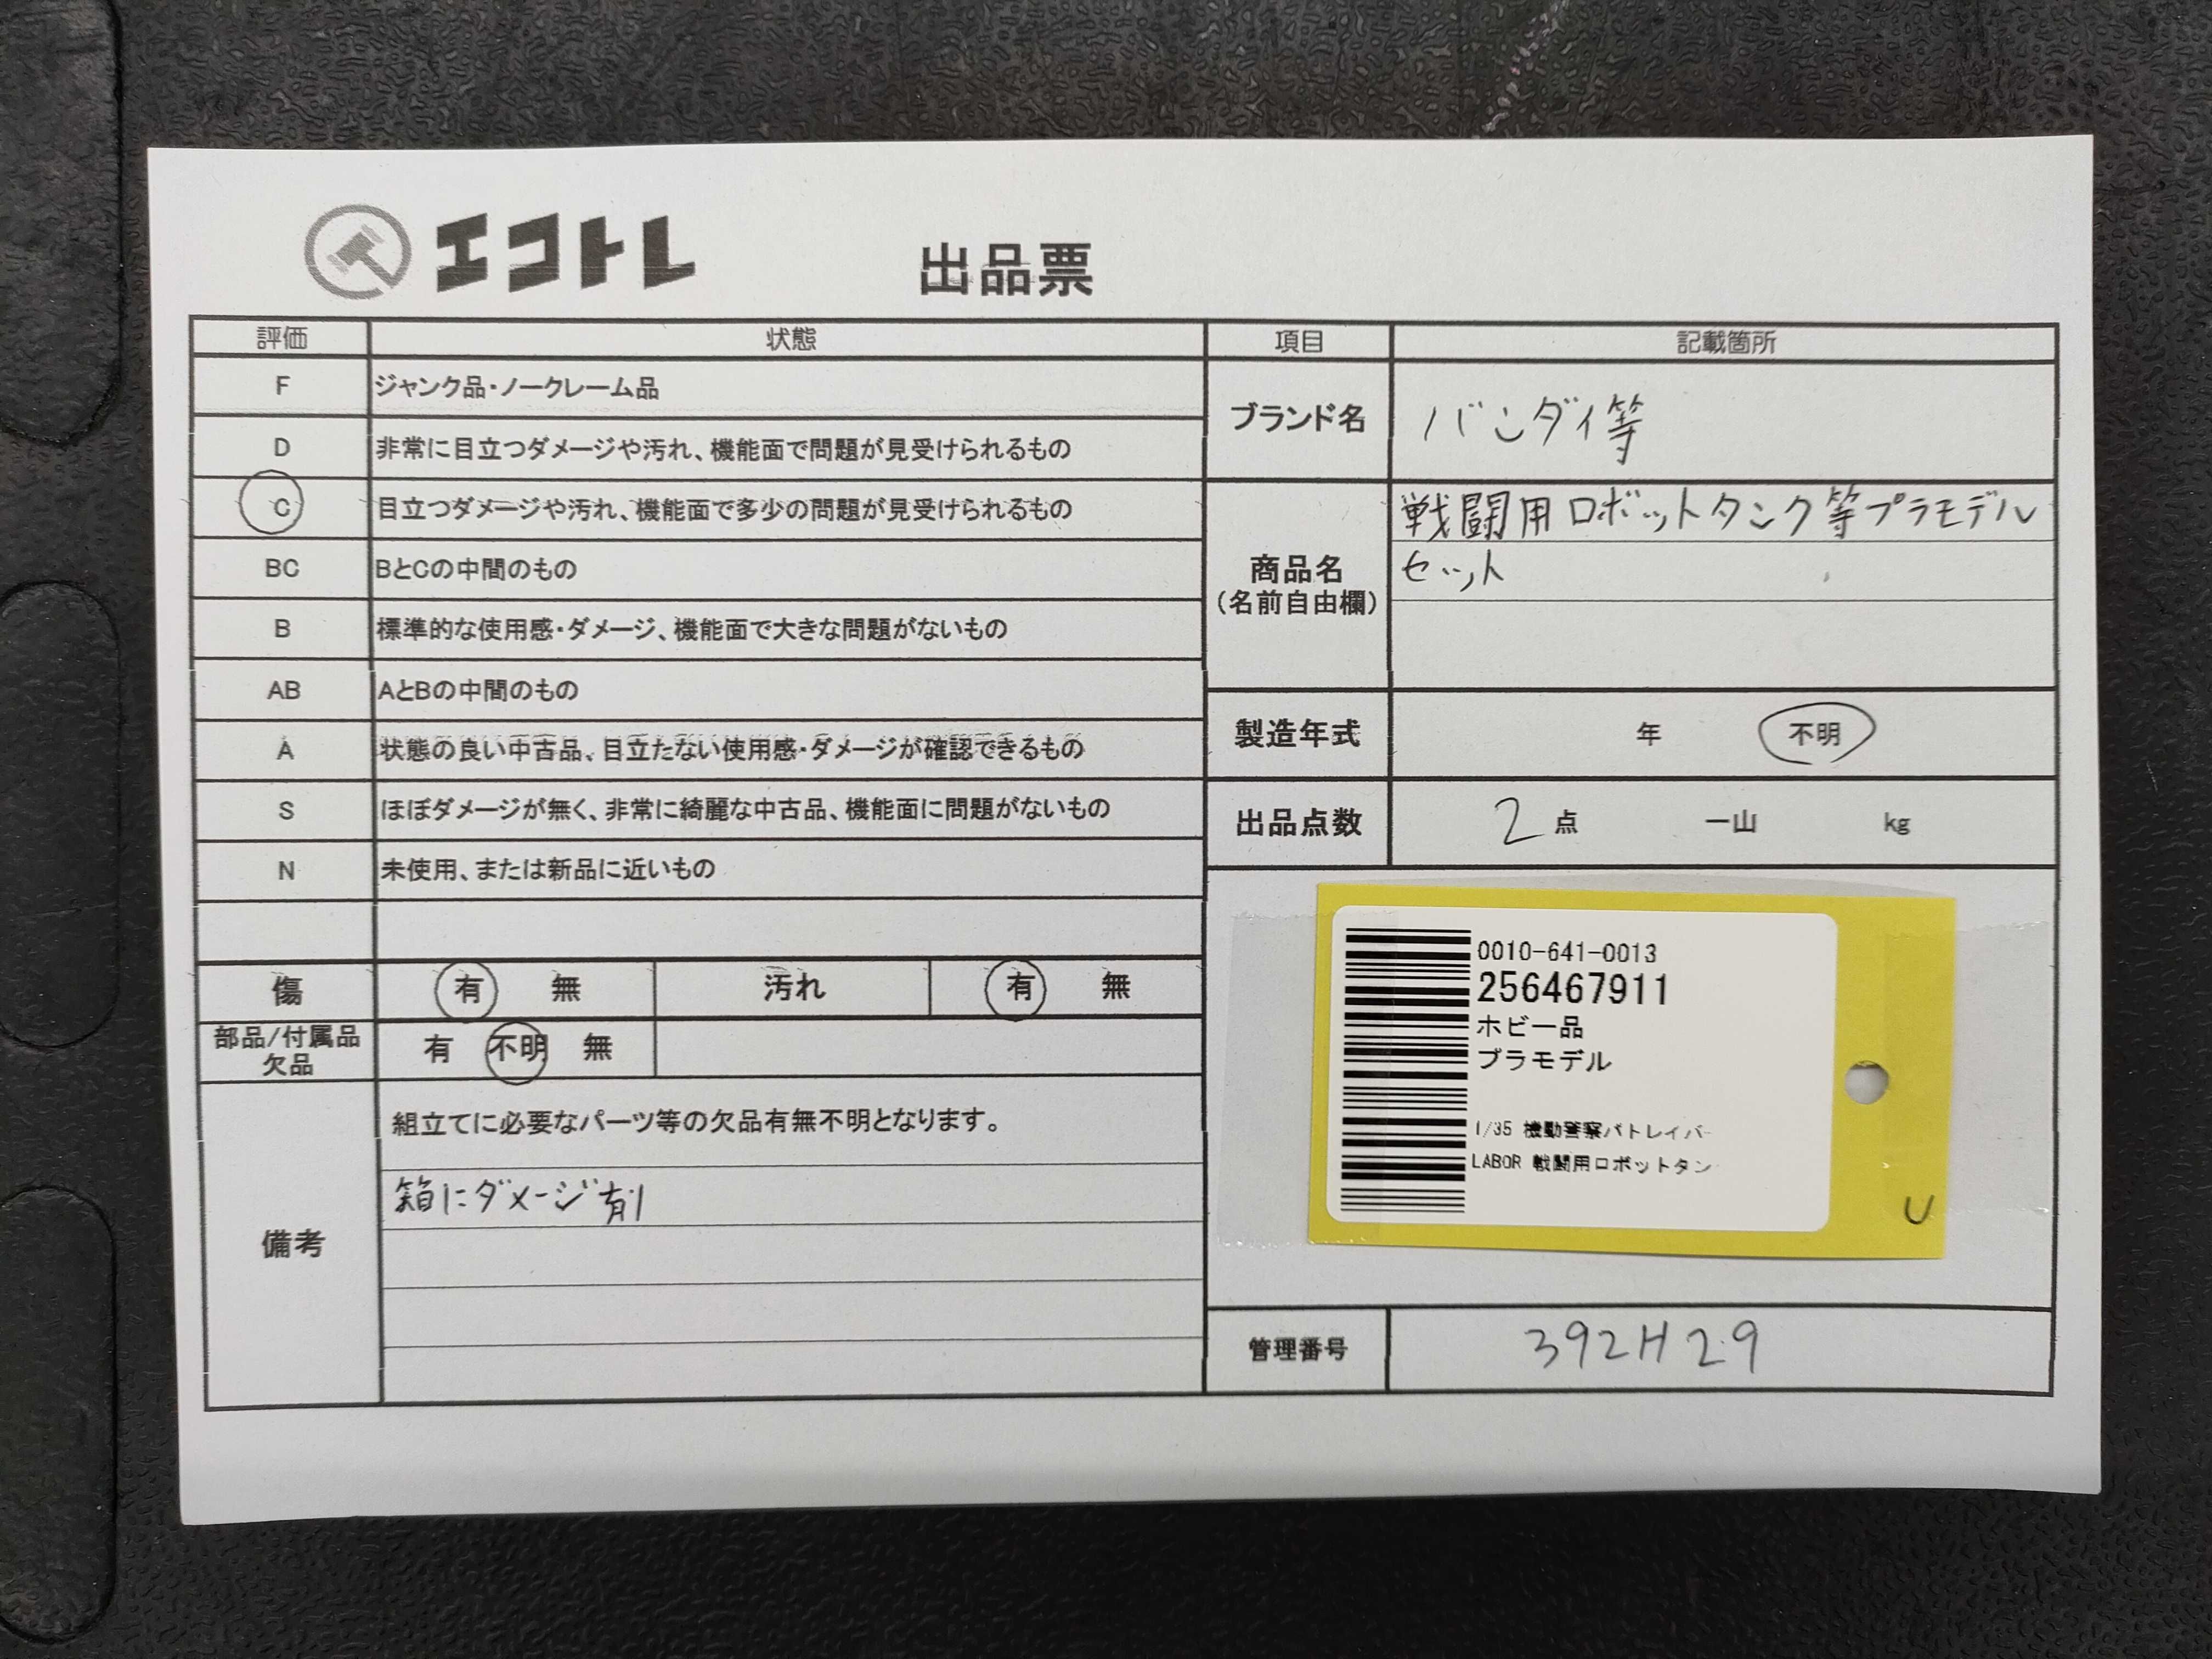 エコトレ
出品票
評価 状態
F ジャンク品・ノークレーム品
D 非常に目立つダメージや汚れ、機能面で問題が見受けられるもの
C 目立つダメージや汚れ、機能面で多少の問題が見受けられるもの
BC BとCの中間のもの
B 標準的な使用感・ダメージ、機能面で大きな問題がないもの
AB AとBの中間のもの
A 状態の良い中古品、目立たない使用感・ダメージが確認できるもの
S ほぼダメージが無く、非常に綺麗な中古品、機能面に問題がないもの
N 未使用、または新品に近いもの
傷 有 無 汚れ 有 無
部品/付属品
欠品
有 不明 無
備考
組立てに必要なパーツ等の欠品有無不明となります。
箱にダメージ有り
項目 記載箇所
ブランド名 バンダイ等
商品名
(名前自由欄)
戦闘用ロボットタンク等プラモデル
セット
製造年式 年 不明
出品点数 2 点 一山 kg
0010-641-0013
256467911
ホビー品
プラモデル
1/35 機動警察パトレイバー
LABOR 戦闘用ロボットタン
U
管理番号 392H29